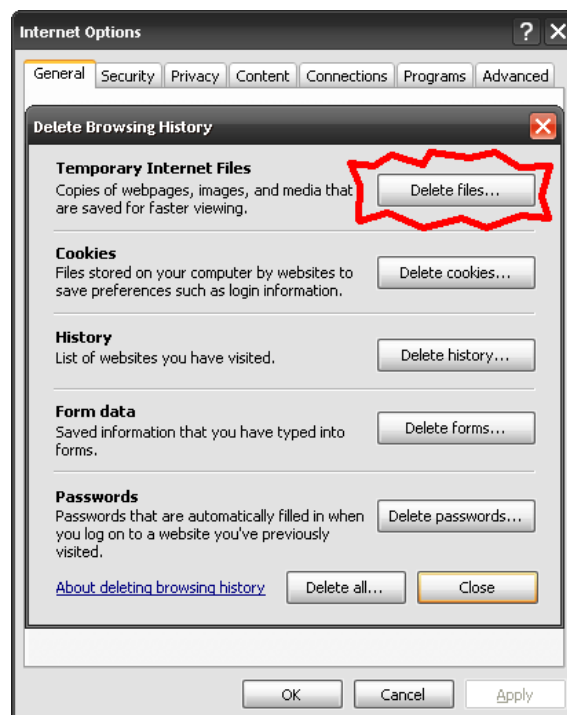 Internet Options
General Security Privacy Content Connections Programs Advanced
Delete Browsing History
Temporary Internet Files
Copies of webpages, images, and media that
are saved for faster viewing.
Delete files...
Cookies
Files stored on your computer by websites to
save preferences such as login information.
Delete cookies...
History
List of websites you have visited.
Delete history...
Form data
Saved information that you have typed into
forms.
Delete forms...
Passwords
Passwords that are automatically filled in when
you log on to a website you've previously
visited.
Delete passwords...
About deleting browsing history Delete all... Close
OK Cancel Apply